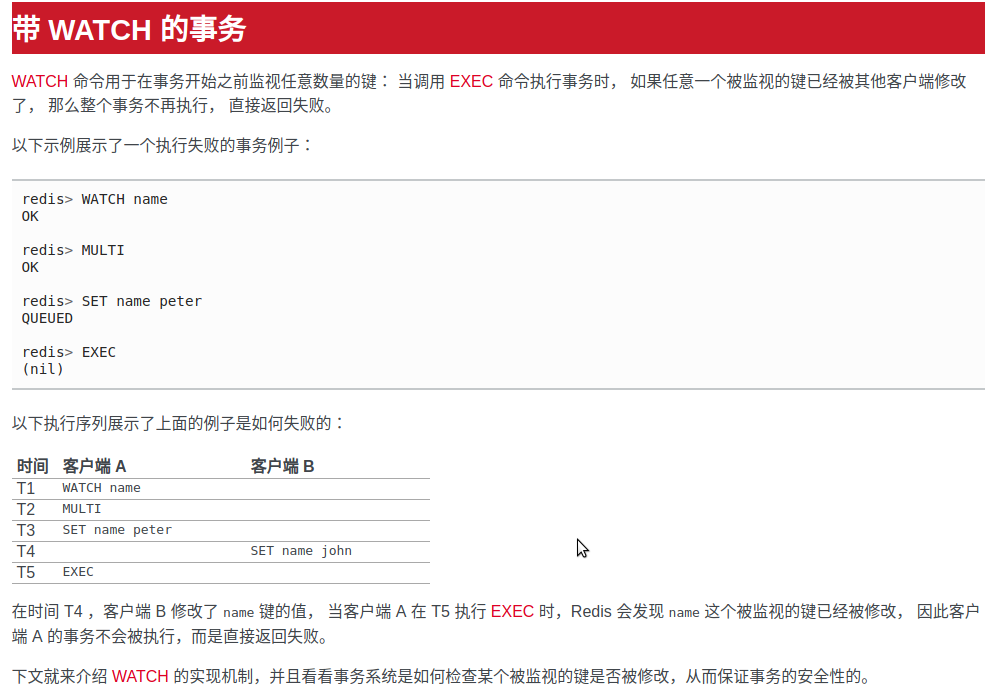 带 WATCH 的事务
WATCH 命令用于在事务开始之前监视任意数量的键： 当调用 EXEC 命令执行事务时， 如果任意一个被监视的键已经被其他客户端修改
了， 那么整个事务不再执行， 直接返回失败。
以下示例展示了一个执行失败的事务例子：
redis> WATCH name
OK
redis> MULTI
OK
redis> SET name peter
QUEUED
redis> EXEC
(nil)
以下执行序列展示了上面的例子是如何失败的：
时间 客户端 A 客户端 B
T1 WATCH name
T2 MULTI
T3 SET name peter
T4 SET name john
T5 EXEC
在时间 T4 ，客户端 B 修改了 name 键的值， 当客户端 A 在 T5 执行 EXEC 时，Redis 会发现 name 这个被监视的键已经被修改， 因此客户
端 A 的事务不会被执行，而是直接返回失败。
下文就来介绍 WATCH 的实现机制，并且看看事务系统是如何检查某个被监视的键是否被修改，从而保证事务的安全性的。